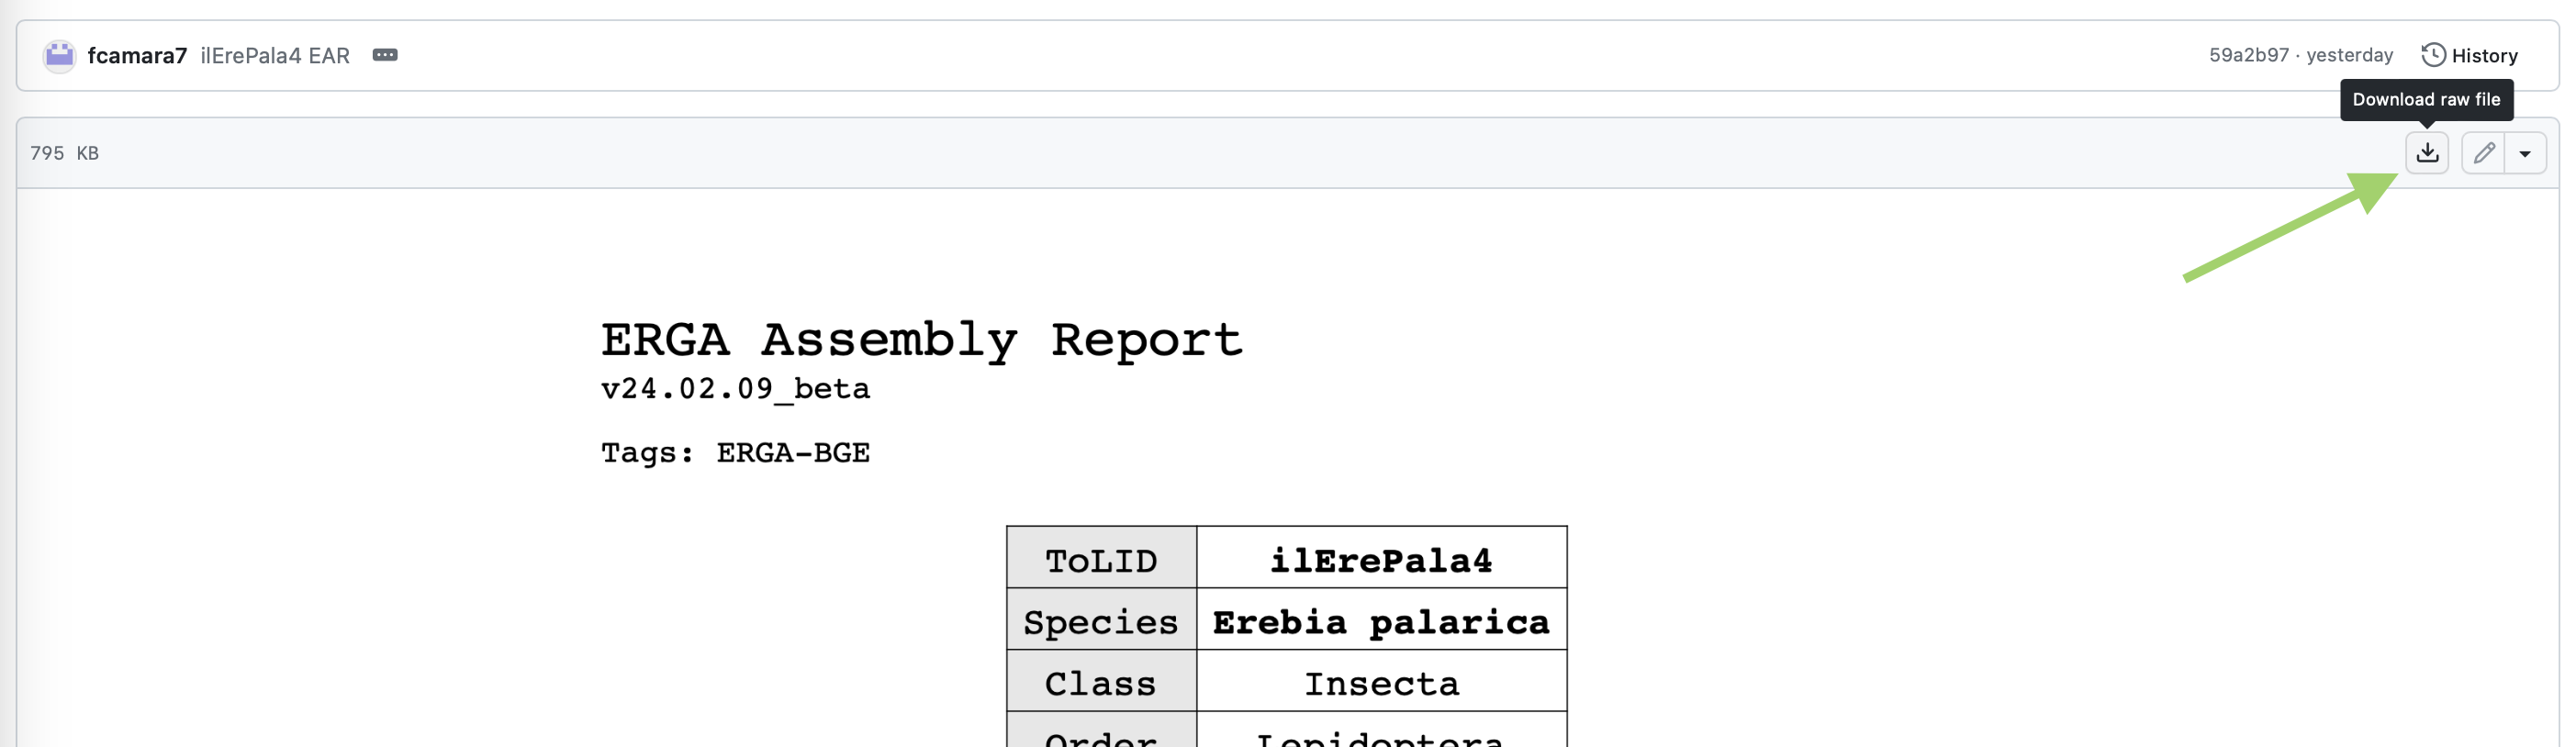 fcamara7 ilErePala4 EAR
59a2b97 · yesterday History
Download raw file
795 KB
ERGA Assembly Report
v24.02.09_beta
Tags: ERGA-BGE
ToLID ilErePala4
Species Erebia palarica
Class Insecta
Order Lepidoptera